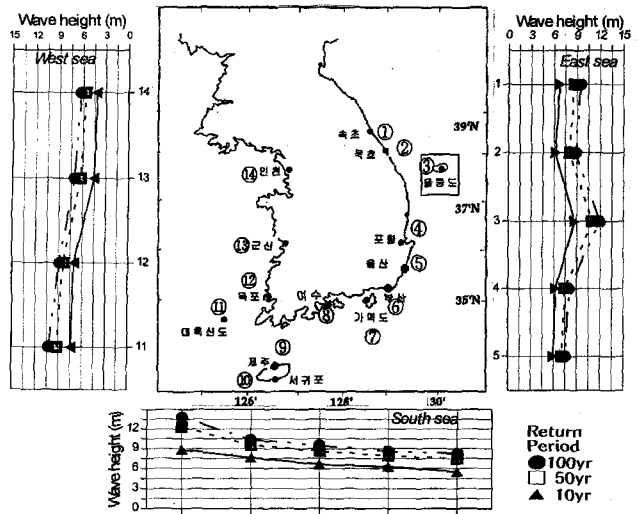 Wave height (m)
15 12 9 6 3 0
West sea
14
13
12
11
39°N
37°N
35°N
속초 ①
묵호 ②
③
울릉도
⑭ 인천
④
포항
⑬ 군산
울산 ⑤
⑫
목포
여수
부산
⑪
⑧
⑥
가덕도
대흑산도
⑦
⑨
제주
⑩ 서귀포
126° 128° 130°
Wave height (m)
0 3 6 9 12 15
East sea
1
2
3
4
5
Wave height (m)
12
9
6
3
0
South sea
Return
Period
100yr
50yr
10yr